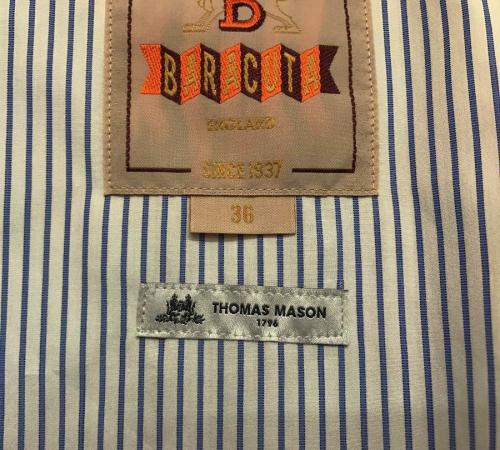 B
BARACUTA
ENGLAND
SINCE 1937
36
THOMAS MASON
1796